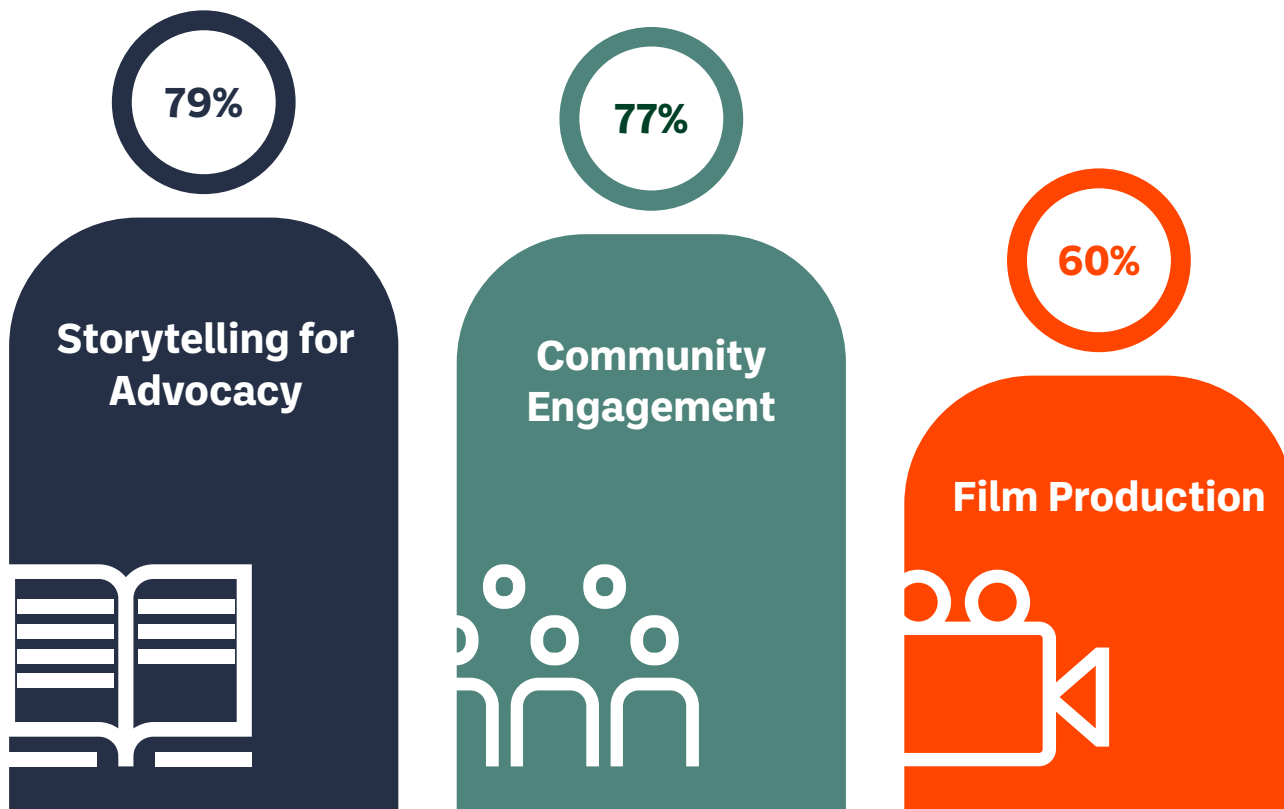 79%
Storytelling for
Advocacy
77%
Community
Engagement
60%
Film Production